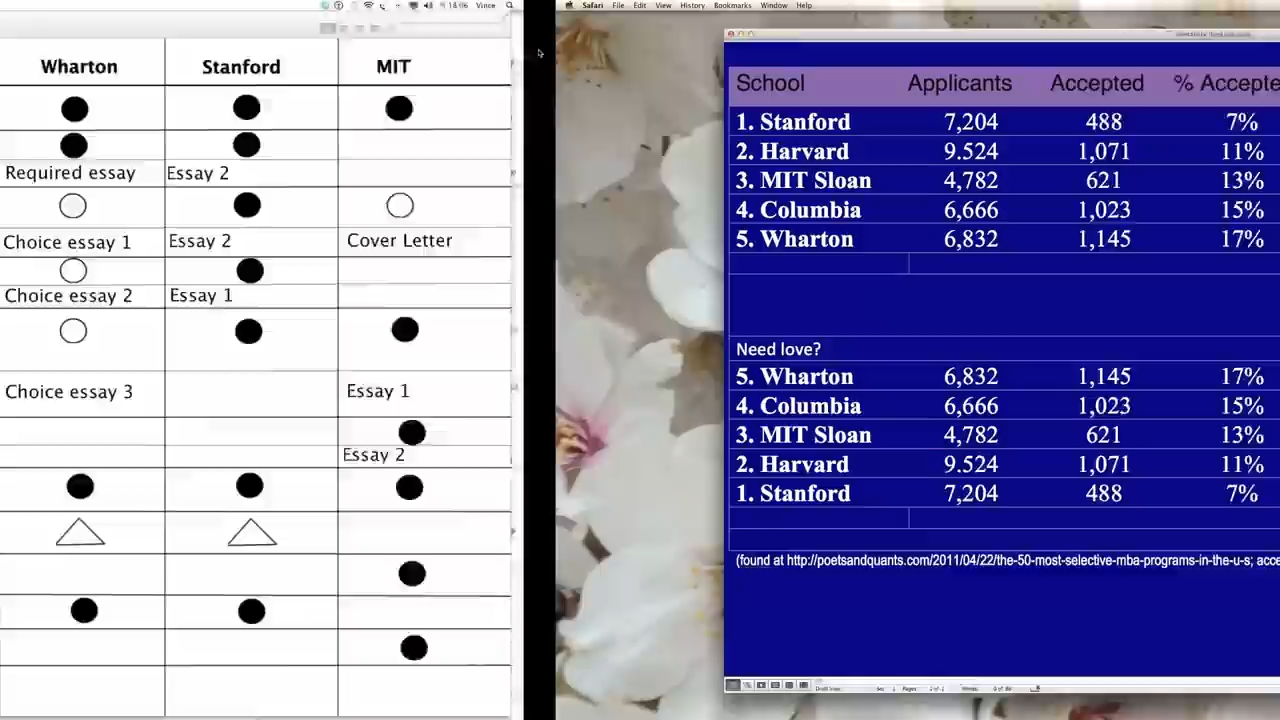 18:06 Vince
Wharton Stanford MIT
Required essay Essay 2
Choice essay 1 Essay 2 Cover Letter
Choice essay 2 Essay 1
Choice essay 3 Essay 1
Essay 2
Safari File Edit View History Bookmarks Window Help
School Applicants Accepted % Accepte
1. Stanford 7,204 488 7%
2. Harvard 9.524 1,071 11%
3. MIT Sloan 4,782 621 13%
4. Columbia 6,666 1,023 15%
5. Wharton 6,832 1,145 17%
Need love?
5. Wharton 6,832 1,145 17%
4. Columbia 6,666 1,023 15%
3. MIT Sloan 4,782 621 13%
2. Harvard 9.524 1,071 11%
1. Stanford 7,204 488 7%
(found at http://poetsandquants.com/2011/04/22/the-50-most-selective-mba-programs-in-the-u-s; acce